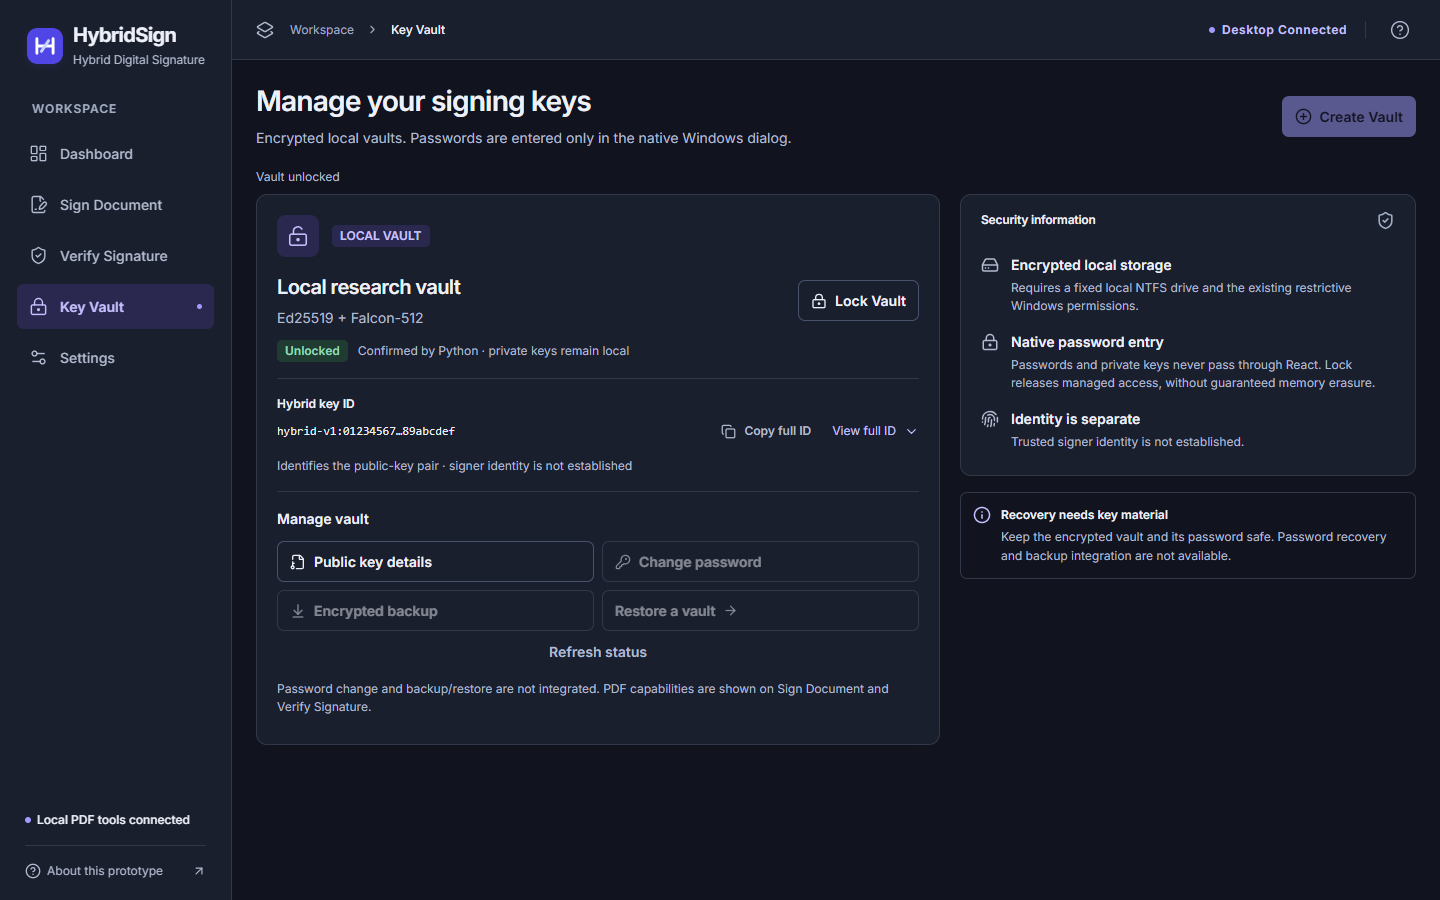 HybridSign
Hybrid Digital Signature
WORKSPACE
Dashboard
Sign Document
Verify Signature
Key Vault
Settings
Local PDF tools connected
About this prototype
Workspace
Key Vault
Desktop Connected
Manage your signing keys
Encrypted local vaults. Passwords are entered only in the native Windows dialog.
Create Vault
Vault unlocked
LOCAL VAULT
Local research vault
Ed25519 + Falcon-512
Lock Vault
Unlocked
Confirmed by Python · private keys remain local
Hybrid key ID
hybrid-v1:01234567…89abcdef
Copy full ID
View full ID
Identifies the public-key pair · signer identity is not established
Manage vault
Public key details
Change password
Encrypted backup
Restore a vault
Refresh status
Password change and backup/restore are not integrated. PDF capabilities are shown on Sign Document and
Verify Signature.
Security information
Encrypted local storage
Requires a fixed local NTFS drive and the existing restrictive
Windows permissions.
Native password entry
Passwords and private keys never pass through React. Lock
releases managed access, without guaranteed memory erasure.
Identity is separate
Trusted signer identity is not established.
Recovery needs key material
Keep the encrypted vault and its password safe. Password recovery
and backup integration are not available.